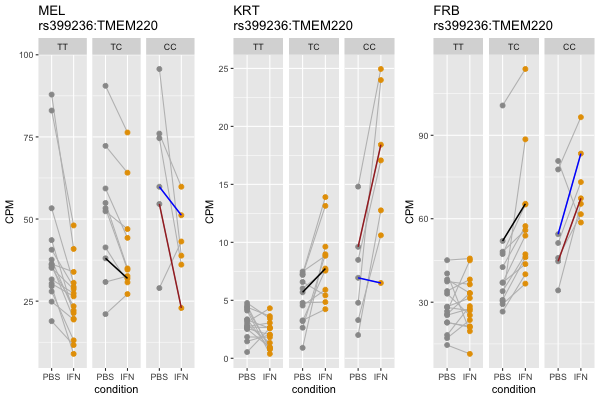 MEL
rs399236:TMEM220
TT TC CC
CPM
100
75
50
25
PBS IFN PBS IFN PBS IFN
condition
KRT
rs399236:TMEM220
TT TC CC
CPM
25
20
15
10
5
0
PBS IFN PBS IFN PBS IFN
condition
FRB
rs399236:TMEM220
TT TC CC
CPM
90
60
30
PBS IFN PBS IFN PBS IFN
condition